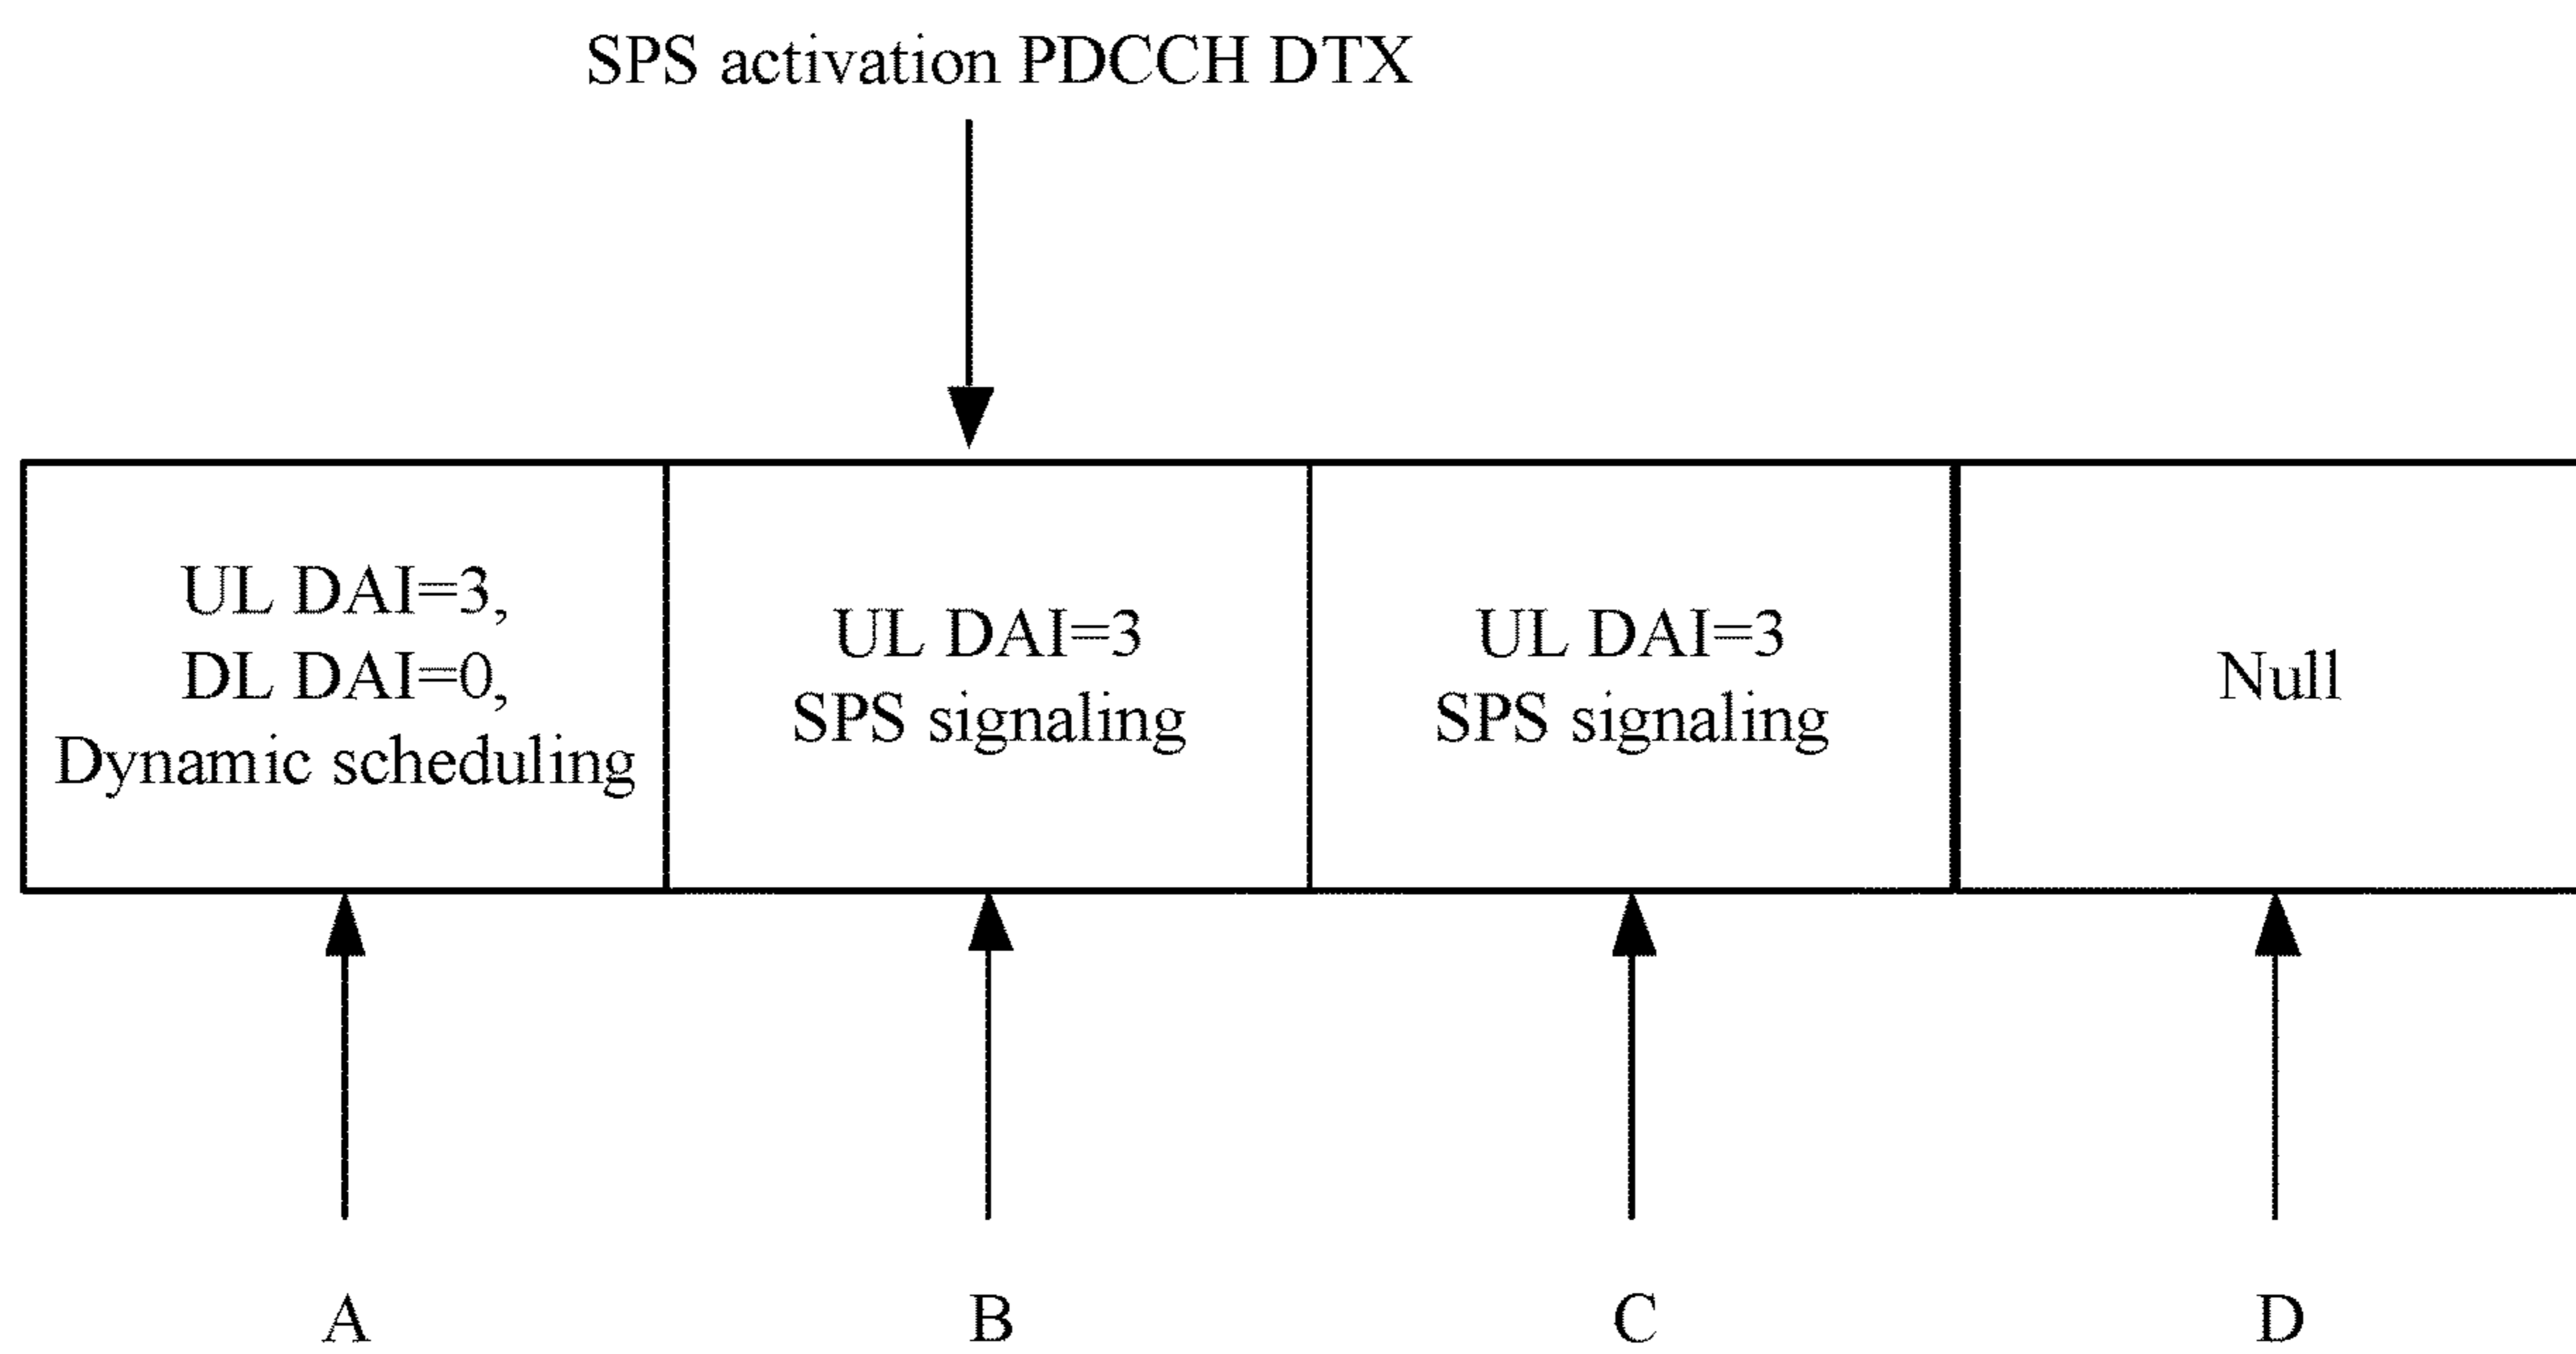 SPS activation PDCCH DTX
UL DAI=3,
DL DAI=0,
Dynamic scheduling
UL DAI=3
SPS signaling
UL DAI=3
SPS signaling
Null
A
B
C
D